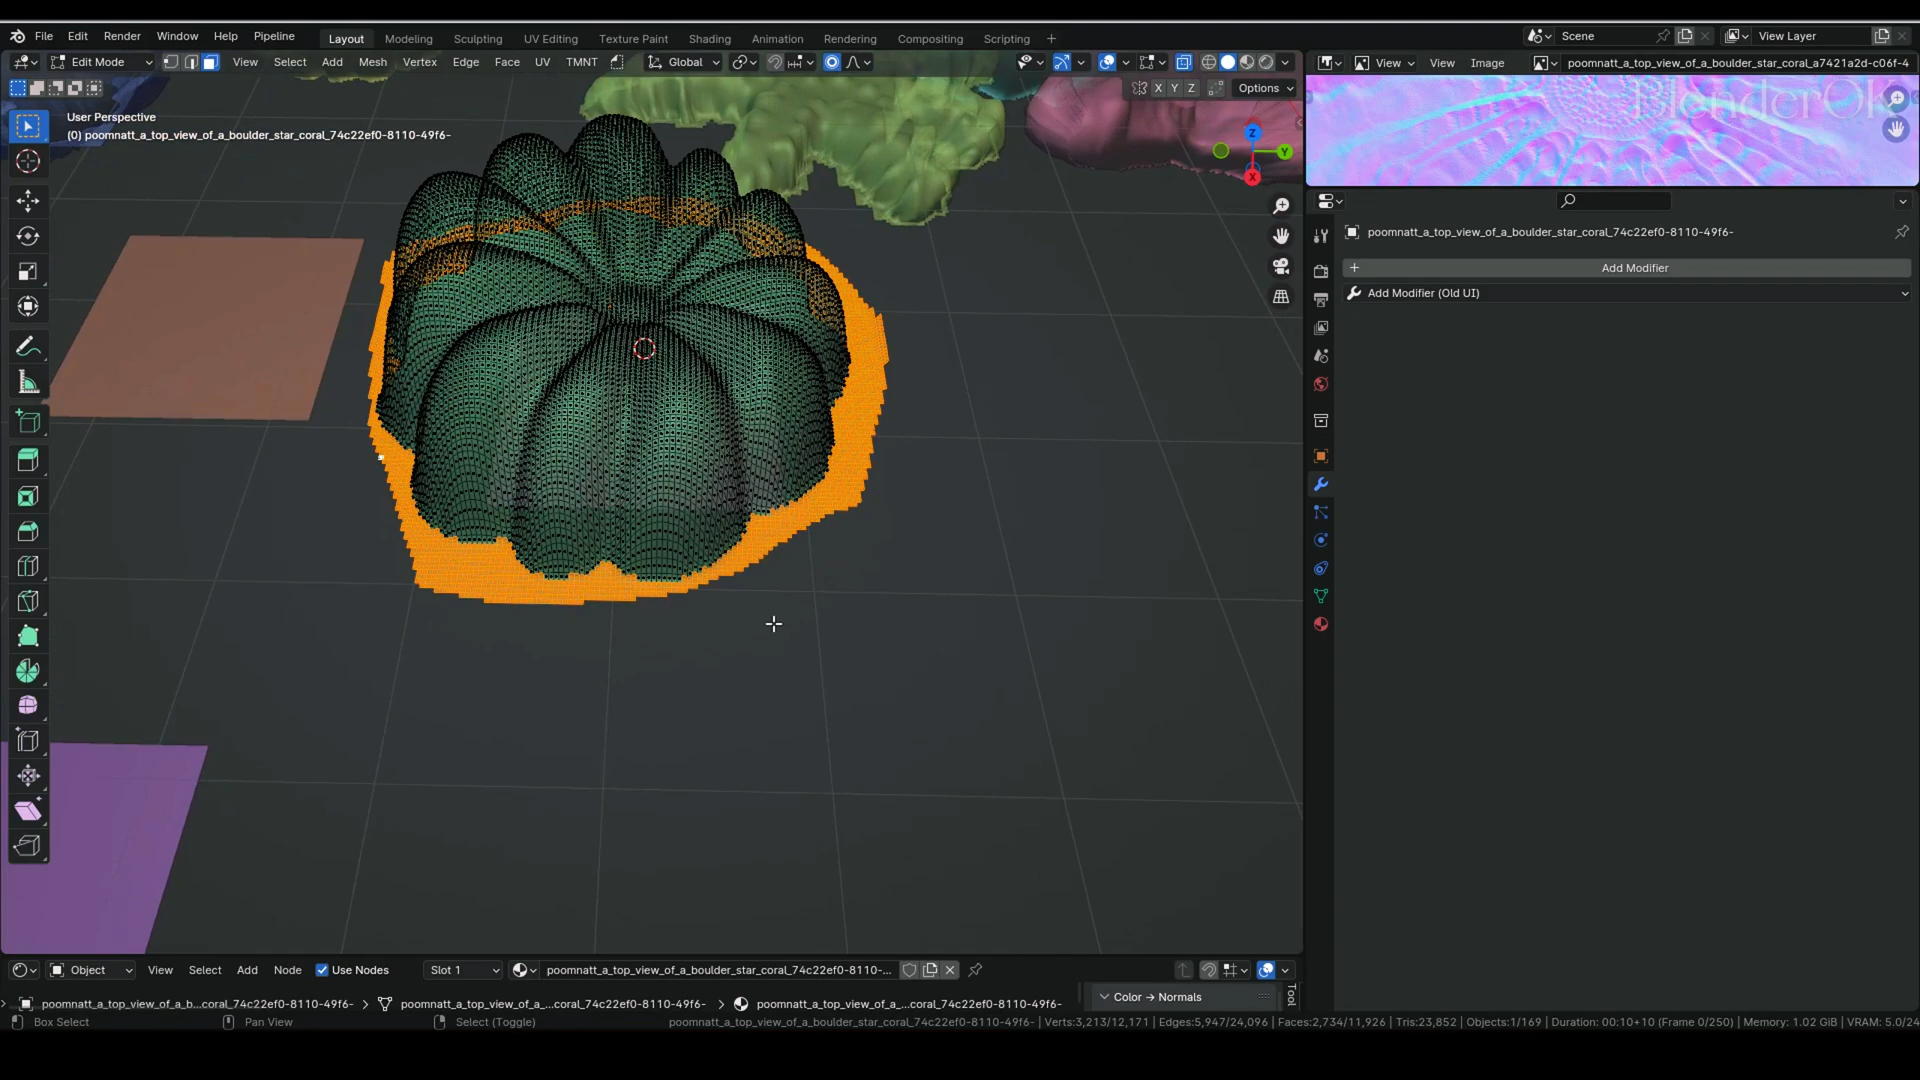 File Edit Render Window Help Pipeline Layout Modeling Sculpting UV Editing Texture Paint Shading Animation Rendering Compositing Scripting + Scene View Layer
Edit Mode View Select Add Mesh Vertex Edge Face UV TMNT Global View View Image poomnatt_a_top_view_of_a_boulder_star_coral_a7421a2d-c06f-4
X Y Z Options
BlenderOk
User Perspective
(0) poomnatt_a_top_view_of_a_boulder_star_coral_74c22ef0-8110-49f6-
Z
Y
X
poomnatt_a_top_view_of_a_boulder_star_coral_74c22ef0-8110-49f6-
+ Add Modifier
Add Modifier (Old UI)
Object View Select Add Node Use Nodes Slot 1 poomnatt_a_top_view_of_a_boulder_star_coral_74c22ef0-8110-...
poomnatt_a_top_view_of_a_b...coral_74c22ef0-8110-49f6- > poomnatt_a_top_view_of_a_...coral_74c22ef0-8110-49f6- > poomnatt_a_top_view_of_a_...coral_74c22ef0-8110-49f6- Color → Normals
Tool
Box Select Pan View Select (Toggle) poomnatt_a_top_view_of_a_boulder_star_coral_74c22ef0-8110-49f6- | Verts:3,213/12,171 | Edges:5,947/24,096 | Faces:2,734/11,926 | Tris:23,852 | Objects:1/169 | Duration: 00:10+10 (Frame 0/250) | Memory: 1.02 GiB | VRAM: 5.0/24